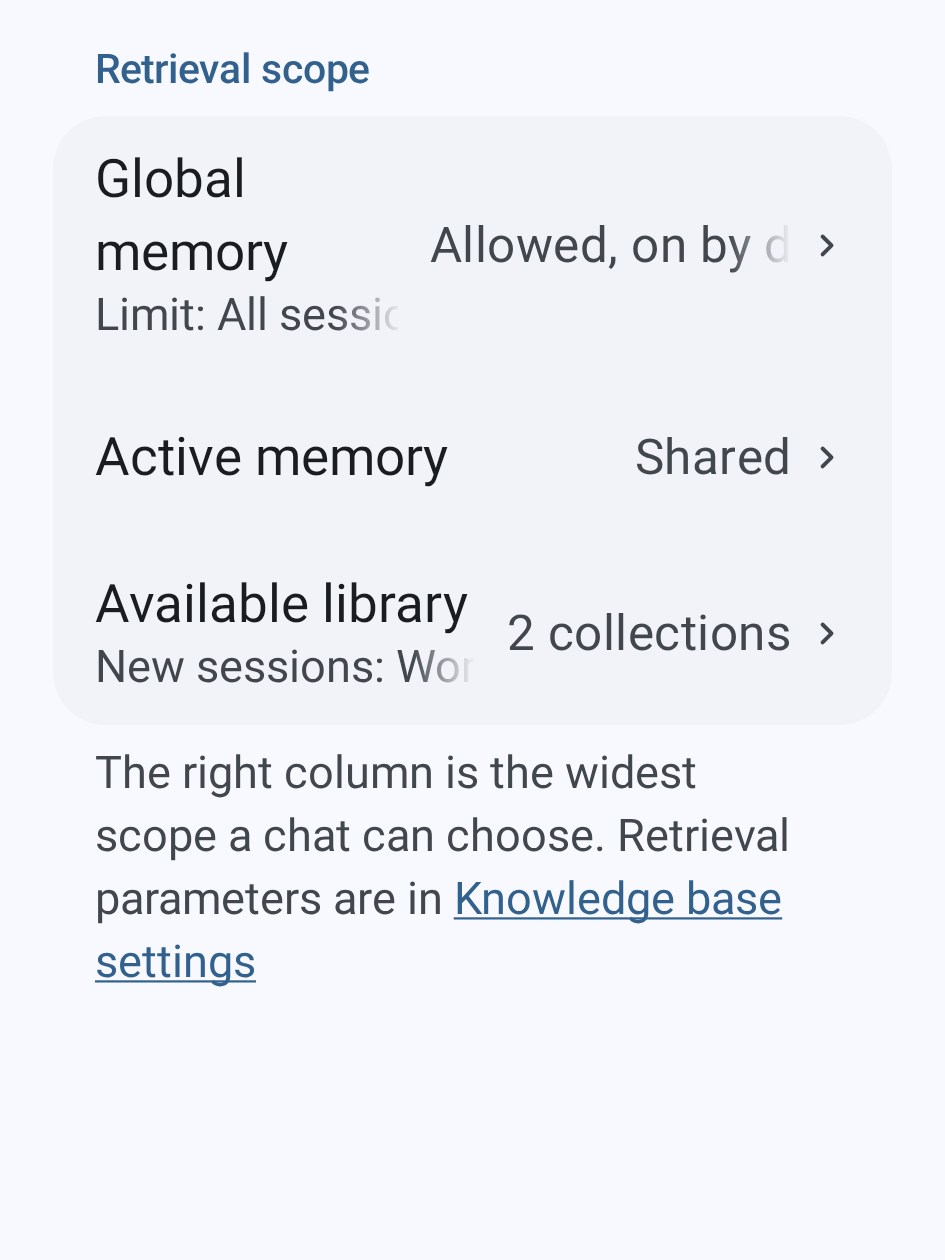 Retrieval scope
Global
memory
Allowed, on by
Limit: All
Active memory
Shared
Available library
2 collections
New sessions:
The right column is the widest
scope a chat can choose. Retrieval
parameters are in Knowledge base
settings